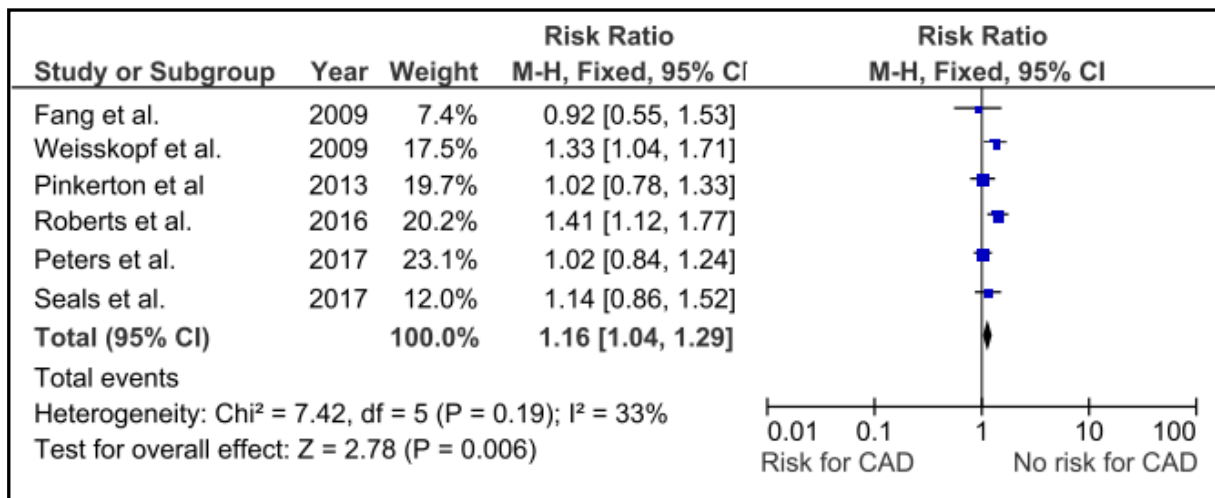 Risk Ratio Risk Ratio
Study or Subgroup Year Weight M-H, Fixed, 95% CI M-H, Fixed, 95% CI
Fang et al. 2009 7.4% 0.92 [0.55, 1.53]
Weisskopf et al. 2009 17.5% 1.33 [1.04, 1.71]
Pinkerton et al 2013 19.7% 1.02 [0.78, 1.33]
Roberts et al. 2016 20.2% 1.41 [1.12, 1.77]
Peters et al. 2017 23.1% 1.02 [0.84, 1.24]
Seals et al. 2017 12.0% 1.14 [0.86, 1.52]
Total (95% CI) 100.0% 1.16 [1.04, 1.29]
Total events
Heterogeneity: Chi² = 7.42, df = 5 (P = 0.19); I² = 33%
Test for overall effect: Z = 2.78 (P = 0.006)
0.01 0.1 1 10 100
Risk for CAD No risk for CAD